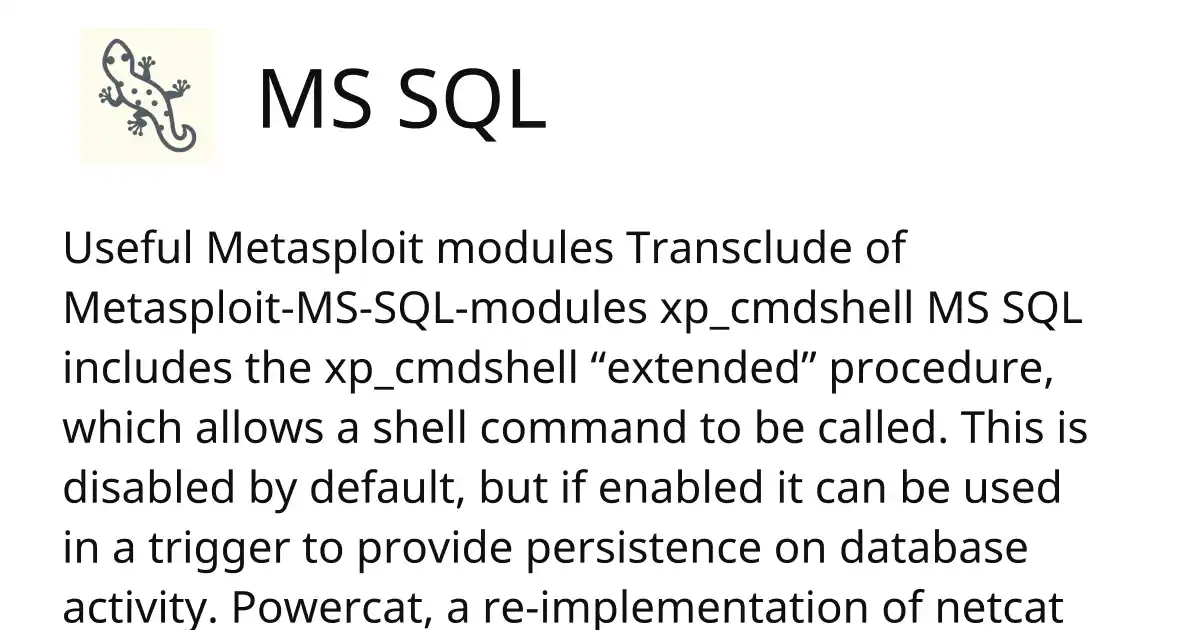 MS SQL
Useful Metasploit modules Transclude of
Metasploit-MS-SQL-modules xp_cmdshell MS SQL
includes the xp_cmdshell “extended” procedure,
which allows a shell command to be called. This is
disabled by default, but if enabled it can be used
in a trigger to provide persistence on database
activity. Powercat, a re-implementation of netcat